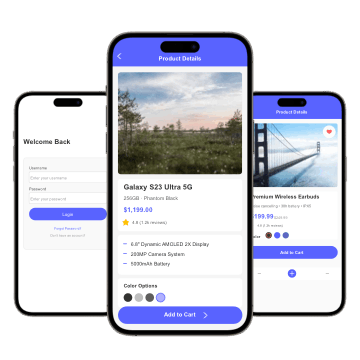 Welcome Back
Username
Enter your username
Password
Enter your password
Login
Forgot Password?
Don't have an account?
Product Details
Galaxy S23 Ultra 5G
256GB · Phantom Black
$1,199.00
4.8 (1.2k reviews)
6.8" Dynamic AMOLED 2X Display
200MP Camera System
5000mAh Battery
Color Options
Add to Cart
Product Details
Premium Wireless Earbuds
$199.99
Add to Cart